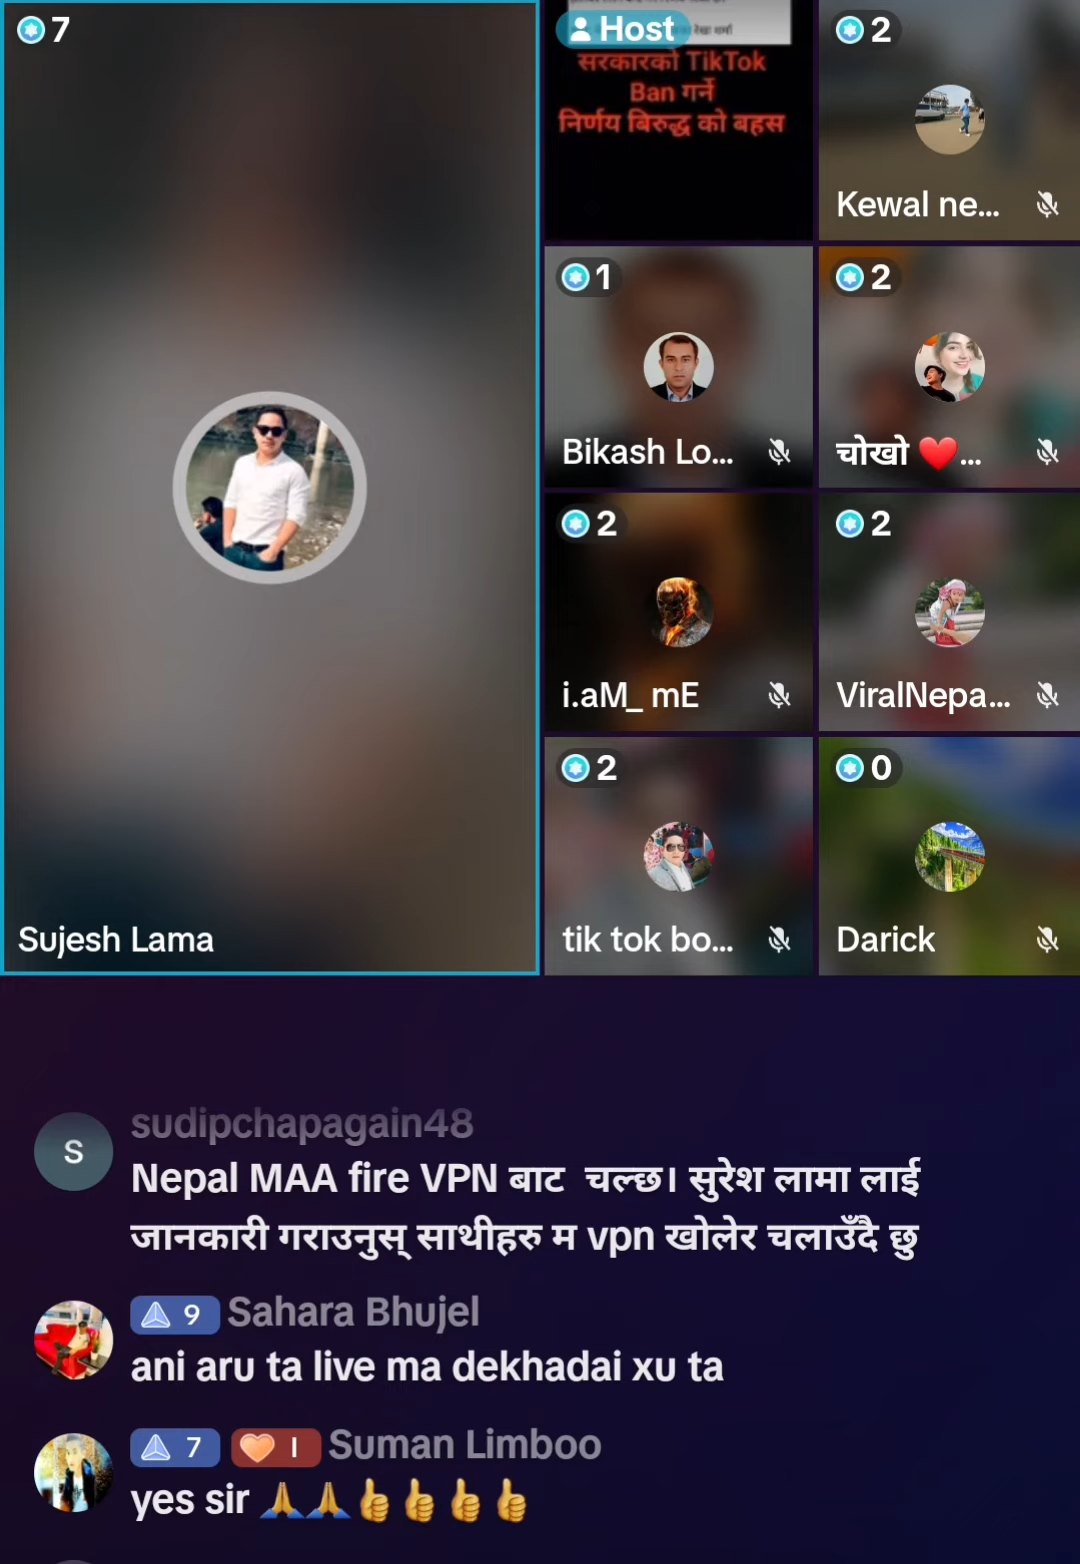 7
Host
रेखा शर्मा
सरकारको TikTok
Ban गर्ने
निर्णय बिरुद्ध को बहस
2
Kewal ne...
1
Bikash Lo...
2
चोखो ❤️...
2
i.aM_ mE
2
ViralNepa...
2
tik tok bo...
0
Darick
Sujesh Lama
S
sudipchapagain48
Nepal MAA fire VPN बाट चल्छ। सुरेश लामा लाई
जानकारी गराउनुस् साथीहरु म vpn खोलेर चलाउँदै छु
9 Sahara Bhujel
ani aru ta live ma dekhadai xu ta
7 I Suman Limboo
yes sir 🙏🙏👍👍👍👍